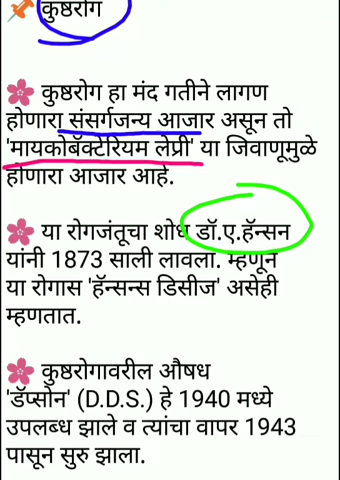 कुष्ठरोग
कुष्ठरोग हा मंद गतीने लागण
होणारा संसर्गजन्य आजार असून तो
'मायकोबॅक्टेरियम लेप्री' या जिवाणूमुळे
होणारा आजार आहे.
या रोगजंतूचा शोध डॉ.ए.हॅन्सन
यांनी 1873 साली लावला. म्हणून
या रोगास 'हॅन्सन्स डिसीज' असेही
म्हणतात.
कुष्ठरोगावरील औषध
'डॅप्सोन' (D.D.S.) हे 1940 मध्ये
उपलब्ध झाले व त्यांचा वापर 1943
पासून सुरु झाला.